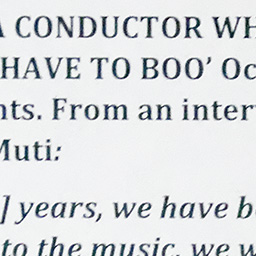 A CONDUCTOR WH
HAVE TO BOO’ Oc
nts. From an inter
Muti:
] years, we have b
to the music, we w